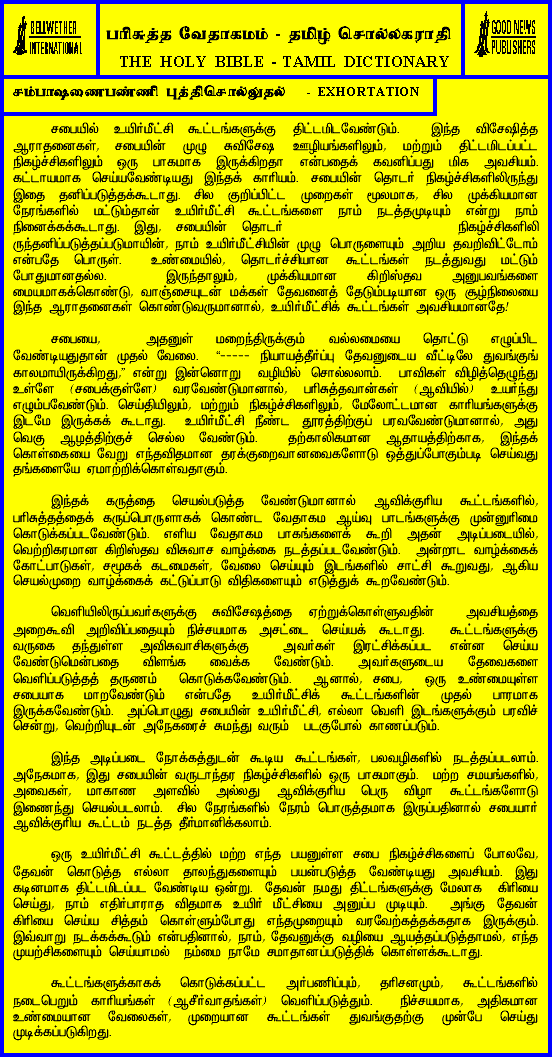 BELLWETHER
INTERNATIONAL
பரிசுத்த வேதாகமம் - தமிழ் சொல்லகராதி
THE HOLY BIBLE - TAMIL DICTIONARY
GOOD NEWS
PUBLISHERS
சம்பாஷணைபண்ணி புத்திசொல்லுதல் - EXHORTATION
சபையில் உயிர்மீட்சி கூட்டங்களுக்கு திட்டமிடவேண்டும். இந்த விசேஷித்த
ஆராதனைகள், சபையின் முழு சுவிசேஷ ஊழியங்களிலும், மற்றும் திட்டமிடப்பட்ட
நிகழ்ச்சிகளிலும் ஒரு பாகமாக இருக்கிறதா என்பதைக் கவனிப்பது மிக அவசியம்.
கட்டாயமாக செய்யவேண்டியது இந்தக் காரியம். சபையின் தொடர் நிகழ்ச்சிகளிலிருந்து
இதை தனிப்படுத்தக்கூடாது. சில குறிப்பிட்ட முறைகள் மூலமாக, சில முக்கியமான
நேரங்களில் மட்டும்தான் உயிர்மீட்சி கூட்டங்களை நாம் நடத்தமுடியும் என்று நாம்
நினைக்கக்கூடாது. இது, சபையின் தொடர் நிகழ்ச்சிகளிலி
ருந்தனிப்படுத்தப்படுமாயின், நாம் உயிர்மீட்சியின் முழு பொருளையும் அறிய தவறிவிட்டோம்
என்பதே பொருள். உண்மையில், தொடர்ச்சியான கூட்டங்கள் நடத்துவது மட்டும்
போதுமானதல்ல. இருந்தாலும், முக்கியமான கிறிஸ்தவ அனுபவங்களை
மையமாகக்கொண்டு, வாஞ்சையுடன் மக்கள் தேவனைத் தேடும்படியான ஒரு சூழ்நிலையை
இந்த ஆராதனைகள் கொண்டுவருமானால், உயிர்மீட்சிக் கூட்டங்கள் அவசியமானதே!
சபையை, அதனுள் மறைந்திருக்கும் வல்லமையை தொட்டு எழுப்பிட
வேண்டியதுதான் முதல் வேலை. “----- நியாயத்தீர்ப்பு தேவனுடைய வீட்டிலே துவங்குங்
காலமாயிருக்கிறது,” என்று இன்னொறு வழியில் சொல்லலாம். பாவிகள் விழித்தெழுந்து
உள்ளே (சபைக்குள்ளே) வரவேண்டுமானால், பரிசுத்தவான்கள் (ஆவியில்) உயர்ந்து
எழும்பவேண்டும். செய்தியிலும், மற்றும் நிகழ்ச்சிகளிலும், மேலோட்டமான காரியங்களுக்கு
இடமே இருக்கக் கூடாது. உயிர்மீட்சி நீண்ட தூரத்திற்குப் பரவவேண்டுமானால், அது
வெகு ஆழத்திற்குச் செல்ல வேண்டும். தற்காலிகமான ஆதாயத்திற்காக, இந்தக்
கொள்கையை வேறு எந்தவிதமான தரக்குறைவானவைகளோடு ஒத்துப்போகும்படி செய்வது
தங்களையே ஏமாற்றிக்கொள்வதாகும்.
இந்தக் கருத்தை செயல்படுத்த வேண்டுமானால் ஆவிக்குரிய கூட்டங்களில்,
பரிசுத்தத்தைக் கருப்பொருளாகக் கொண்ட வேதாகம ஆய்வு பாடங்களுக்கு முன்னுரிமை
கொடுக்கப்படவேண்டும். எளிய வேதாகம பாகங்களைக் கூறி அதன் அடிப்படையில்,
வெற்றிகரமான கிறிஸ்தவ விசுவாச வாழ்க்கை நடத்தப்படவேண்டும். அன்றாட வாழ்க்கைக்
கோட்பாடுகள், சமூகக் கடமைகள், வேலை செய்யும் இடங்களில் சாட்சி கூறுவது, ஆகிய
செயல்முறை வாழ்க்கைக் கட்டுப்பாடு விதிகளையும் எடுத்துக் கூறவேண்டும்.
வெளியிலிருப்பவர்களுக்கு சுவிசேஷத்தை ஏற்றுக்கொள்ளுவதின் அவசியத்தை
அறைகூவி அறிவிப்பதையும் நிச்சயமாக அசட்டை செய்யக் கூடாது. கூட்டங்களுக்கு
வருகை தந்துள்ள அவிசுவாசிகளுக்கு அவர்கள் இரட்சிக்கப்பட என்ன செய்ய
வேண்டுமென்பதை விளங்க வைக்க வேண்டும். அவர்களுடைய தேவைகளை
வெளிப்படுத்தத் தருணம் கொடுக்கவேண்டும். ஆனால், சபை, ஒரு உண்மையுள்ள
சபையாக மாறவேண்டும் என்பதே உயிர்மீட்சிக் கூட்டங்களின் முதல் பாரமாக
இருக்கவேண்டும். அப்பொழுது சபையின் உயிர்மீட்சி, எல்லா வெளி இடங்களுக்கும் பரவிச்
சென்று, வெற்றியுடன் அநேகரைச் சுமந்து வரும் படகுபோல் காணப்படும்.
இந்த அடிப்படை நோக்கத்துடன் கூடிய கூட்டங்கள், பலவழிகளில் நடத்தப்படலாம்.
அநேகமாக, இது சபையின் வருடாந்தர நிகழ்ச்சிகளில் ஒரு பாகமாகும். மற்ற சமயங்களில்,
அவைகள், மாகாண அளவில் அல்லது ஆவிக்குரிய பெரு விழா கூட்டங்களோடு
இணைந்து செயல்படலாம். சில நேரங்களில் நேரம் பொருத்தமாக இருப்பதினால் சபையார்
ஆவிக்குரிய கூட்டம் நடத்த தீர்மானிக்கலாம்.
ஒரு உயிர்மீட்சி கூட்டத்தில் மற்ற எந்த பயனுள்ள சபை நிகழ்ச்சிகளைப் போலவே,
தேவன் கொடுத்த எல்லா தாலந்துகளையும் பயன்படுத்த வேண்டியது அவசியம். இது
கடினமாக திட்டமிடப்பட வேண்டிய ஒன்று. தேவன் நமது திட்டங்களுக்கு மேலாக கிரியை
செய்து, நாம் எதிர்பாராத விதமாக உயிர் மீட்சியை அனுப்ப முடியும். அங்கு தேவன்
கிரியை செய்ய சித்தம் கொள்ளும்போது எந்தமுறையும் வரவேற்கத்தக்கதாக இருக்கும்.
இவ்வாறு நடக்கக்கூடும் என்பதினால், நாம், தேவனுக்கு வழியை ஆயத்தப்படுத்தாமல், எந்த
முயற்சிகளையும் செய்யாமல் நம்மை நாமே சமாதானப்படுத்திக் கொள்ளக்கூடாது.
கூட்டங்களுக்காகக் கொடுக்கப்பட்ட அர்பணிப்பும், தரிசனமும், கூட்டங்களில்
நடைபெறும் காரியங்கள் (ஆசீர்வாதங்கள்) வெளிப்படுத்தும். நிச்சயமாக, அதிகமான
உண்மையான வேலைகள், முறையான கூட்டங்கள் துவங்குதற்கு முன்பே செய்து
முடிக்கப்படுகிறது.